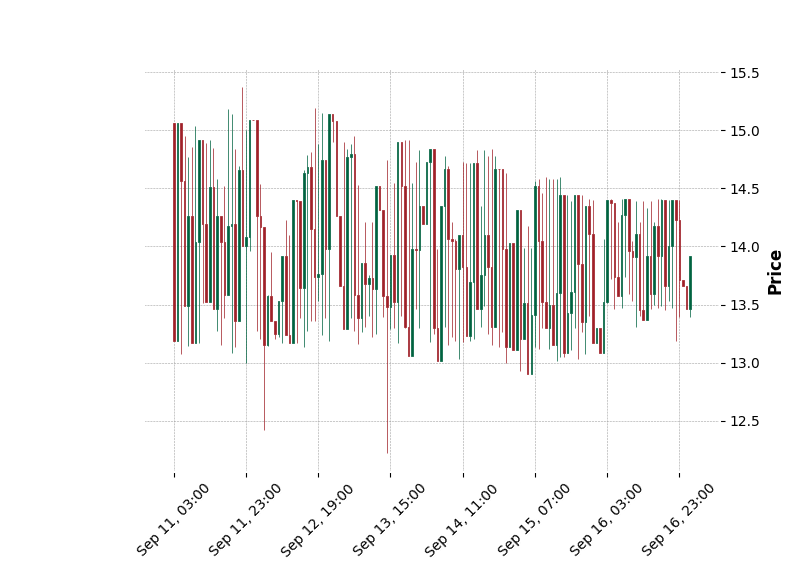 15.5
15.0
14.5
14.0
13.5
13.0
12.5
Price
Sep 11, 03:00
Sep 11, 23:00
Sep 12, 19:00
Sep 13, 15:00
Sep 14, 11:00
Sep 15, 07:00
Sep 16, 03:00
Sep 16, 23:00